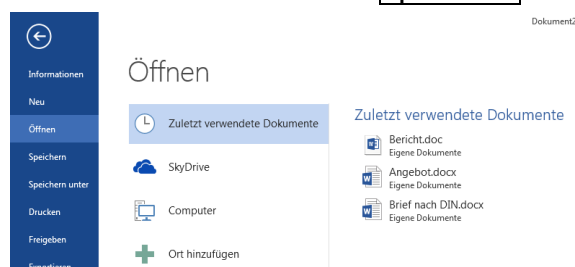 Dokument2
Informationen
Neu
Öffnen
Speichern
Speichern unter
Drucken
Freigeben
Exportieren
Öffnen
Zuletzt verwendete Dokumente
SkyDrive
Computer
Ort hinzufügen
Zuletzt verwendete Dokumente
Bericht.doc
Eigene Dokumente
Angebot.docx
Eigene Dokumente
Brief nach DIN.docx
Eigene Dokumente